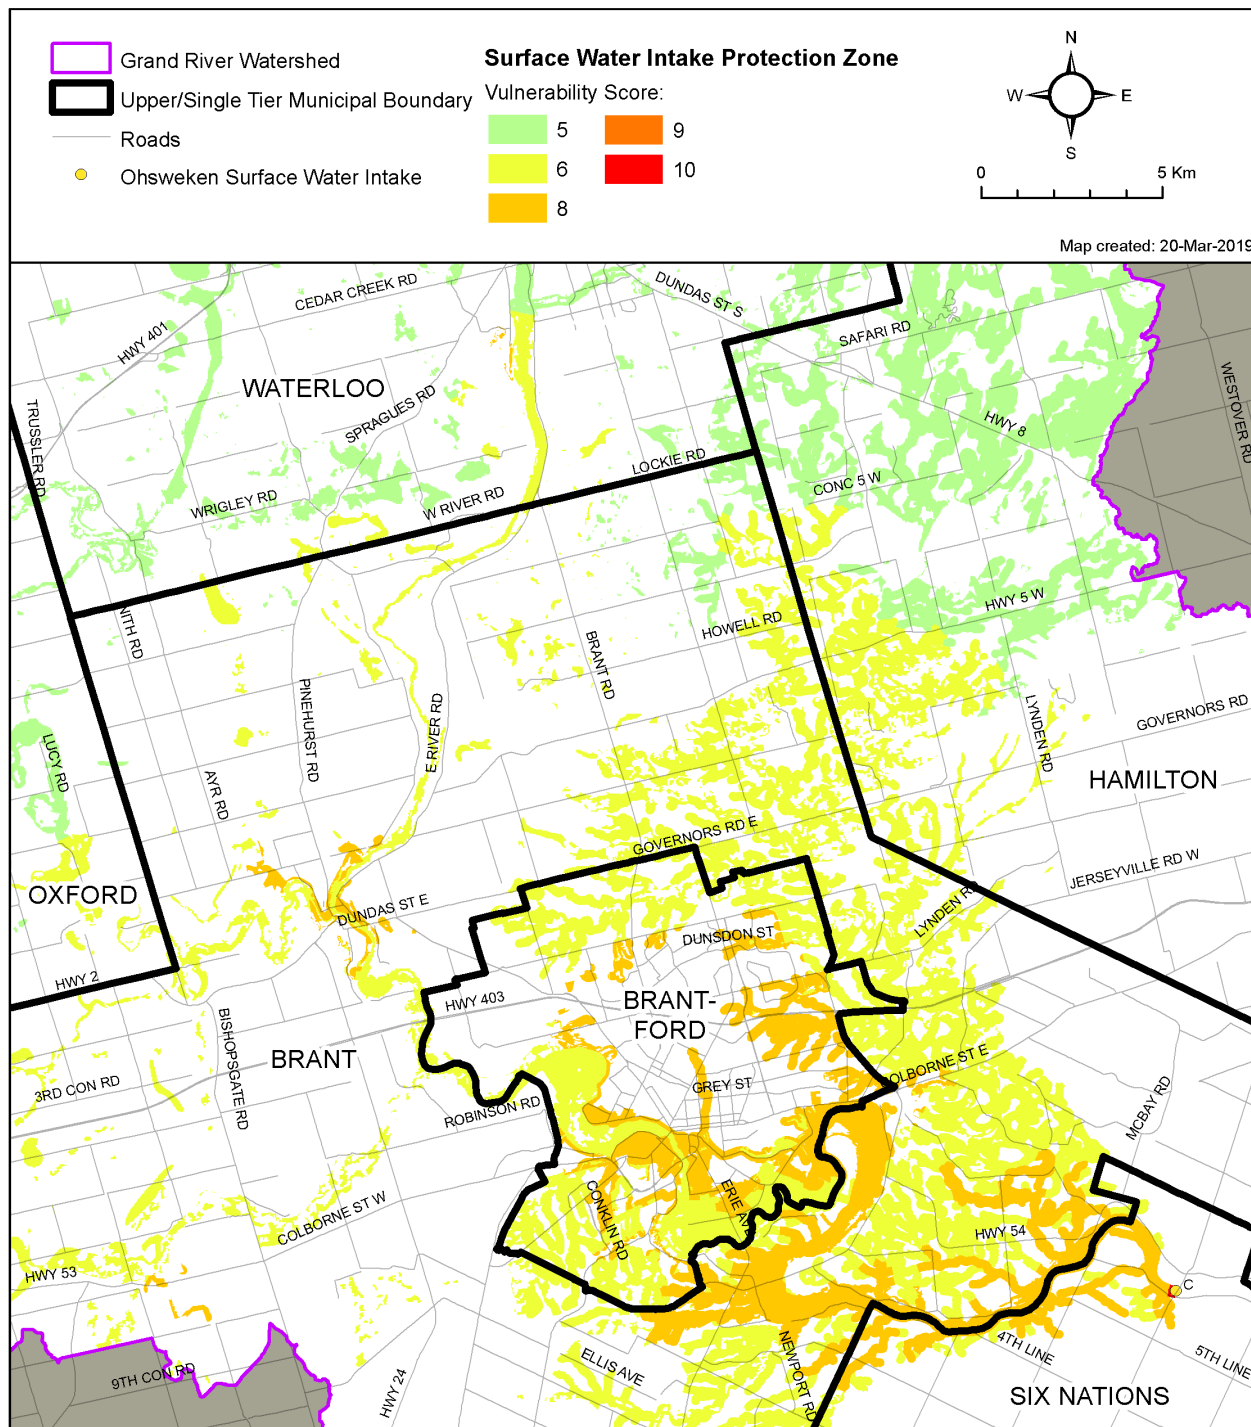 Grand River Watershed
Upper/Single Tier Municipal Boundary
Roads
Ohsweken Surface Water Intake
Surface Water Intake Protection Zone
Vulnerability Score:
5
6
8
9
10
N
W
E
S
0
5 Km
Map created: 20-Mar-2019
CEDAR CREEK RD
DUNDAS ST S
HWY 401
SAFARI RD
WATERLOO
WESTOVER RD
TRUSSLER RD
SPRAGUES RD
HWY 8
LOCKIE RD
CONC 5 W
WRIGLEY RD
W RIVER RD
HWY 5 W
NITH RD
HOWELL RD
BRANT RD
PINEHURST RD
E RIVER RD
LYNDEN RD
GOVERNORS RD
LUCY RD
AYR RD
HAMILTON
GOVERNORS RD E
JERSEYVILLE RD W
OXFORD
DUNDAS ST E
LYNDEN RD
DUNSDON ST
HWY 2
HWY 403
BRANT-
FORD
BISHOPSGATE RD
BRANT
3RD CON RD
GREY ST
COLBORNE ST E
ROBINSON RD
MCBAY RD
CONKLIN RD
ERIE AVE
COLBORNE ST W
HWY 54
HWY 53
C
4TH LINE
5TH LINE
NEWPORT RD
ELLIS AVE
9TH CON RD
HWY 24
SIX NATIONS